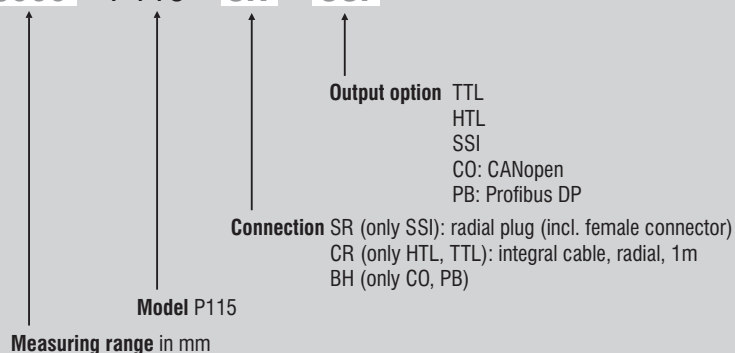 Output option TTL
HTL
SSI
CO: CANopen
PB: Profibus DP
Connection SR (only SSI): radial plug (incl. female connector)
CR (only HTL, TTL): integral cable, radial, 1m
BH (only CO, PB)
Model P115
Measuring range in mm